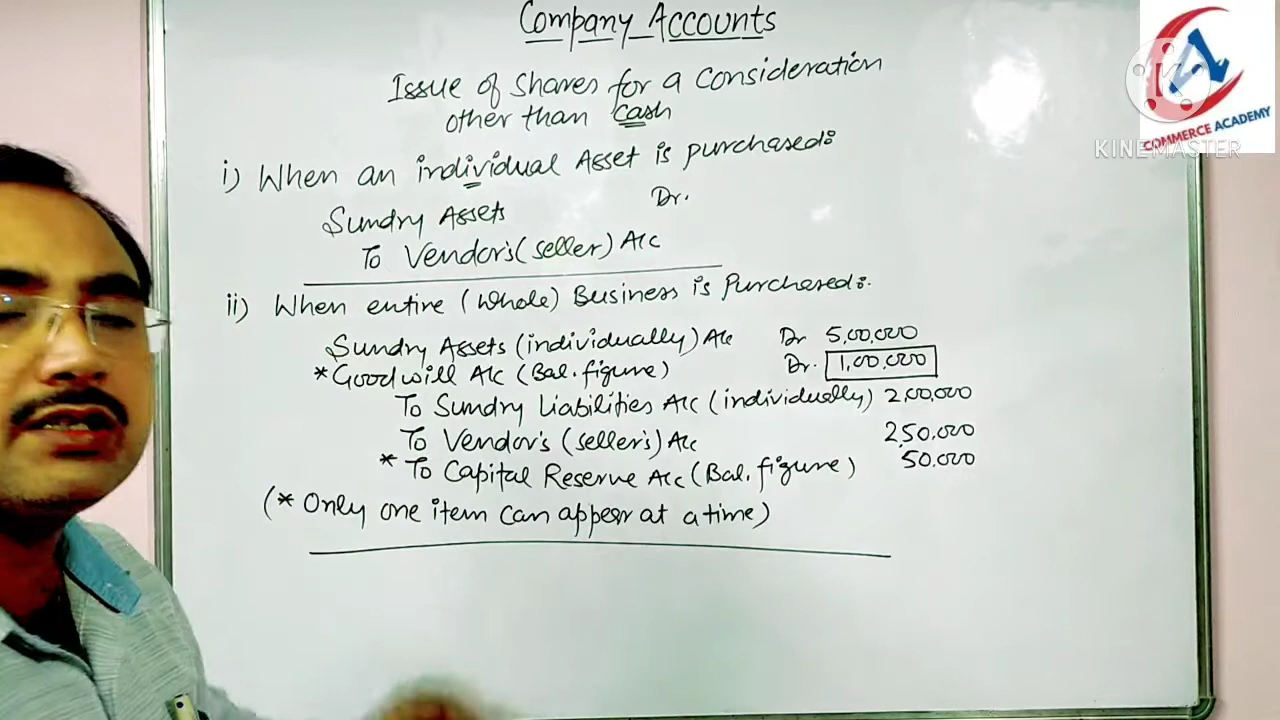 Company Accounts
Issue of shares for a consideration
other than cash
i) When an individual Asset is purchased:
Sundry Assets Dr.
To Vendor's (seller) A/c
ii) When entire (whole) Business is Purchased:
Sundry Assets (individually) A/c Dr 5,00,000
*Goodwill A/c (Bal. figure) Dr. 1,00,000
To Sundry Liabilities A/c (individually) 2,00,000
To Vendor's (seller's) A/c 2,50,000
*To Capital Reserve A/c (Bal. figure) 50,000
(* Only one item can appear at a time)
COMMERCE ACADEMY
KINEMASTER